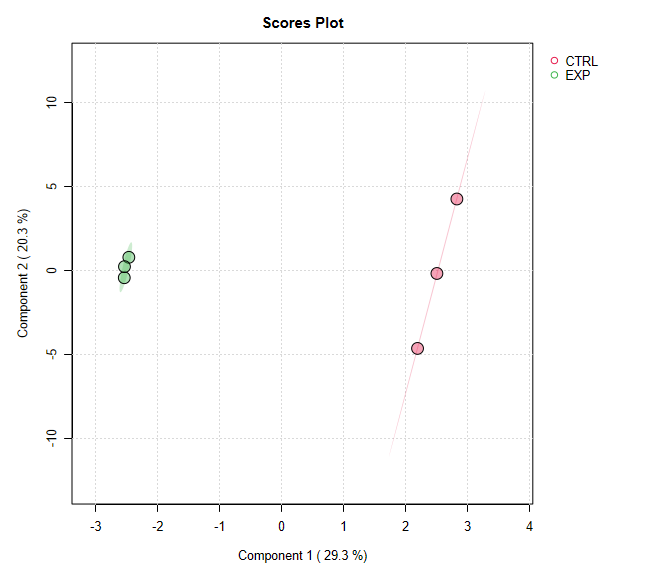 Scores Plot
CTRL
EXP
10
5
0
-5
-10
Component 2 ( 20.3 %)
-3 -2 -1 0 1 2 3 4
Component 1 ( 29.3 %)